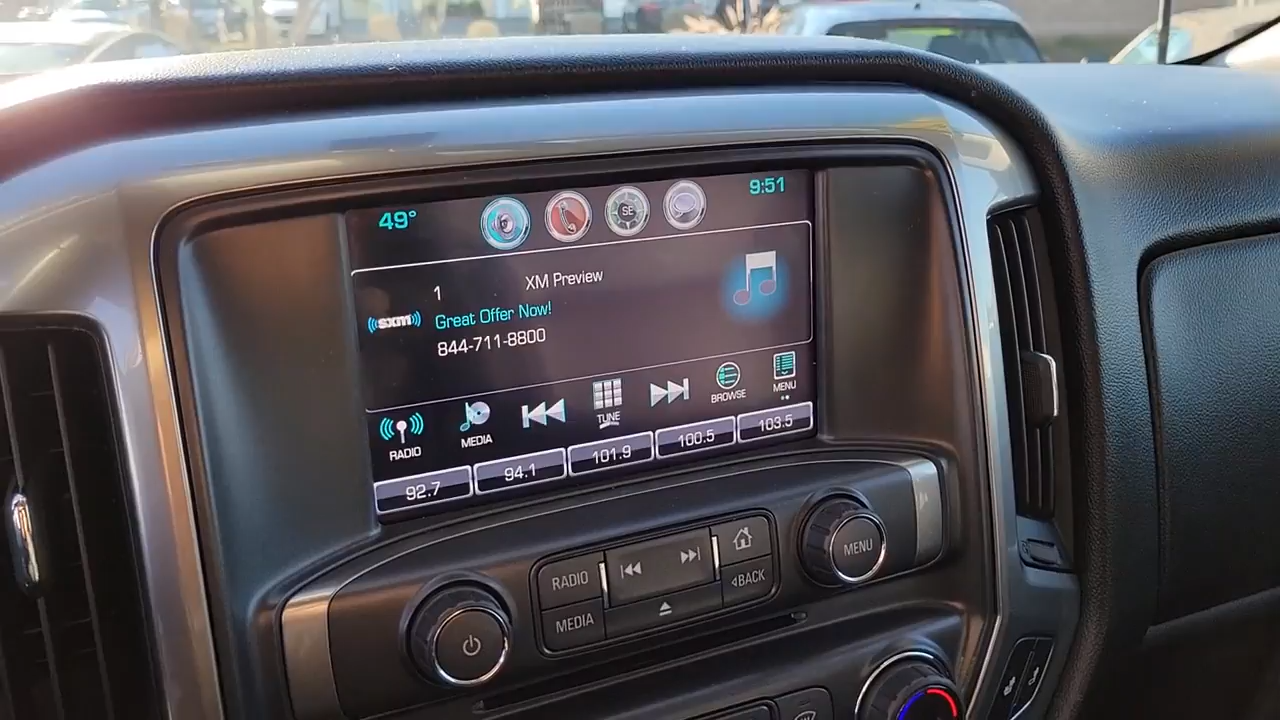 49°
SE
9:51
1
XM Preview
((sxm))
Great Offer Now!
844-711-8800
RADIO
MEDIA
TUNE
BROWSE
MENU
92.7
94.1
101.9
100.5
103.5
RADIO
MEDIA
BACK
MENU